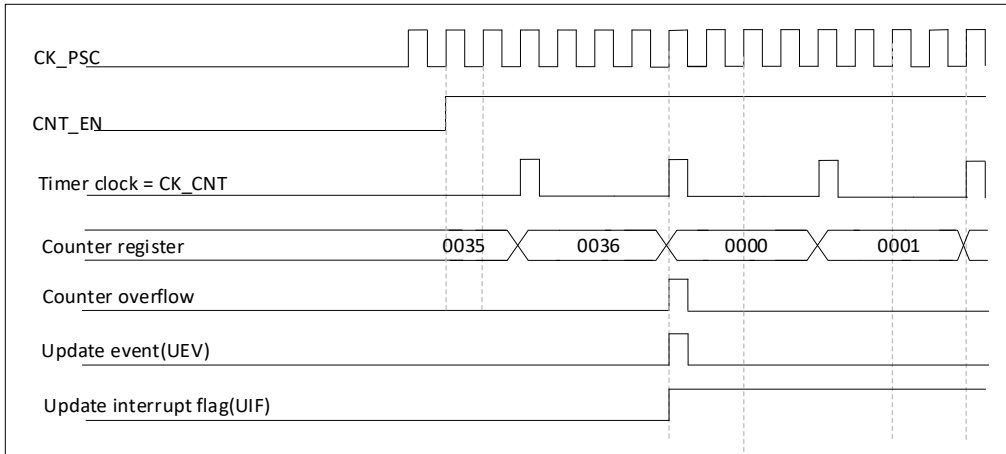 CK_PSC
CNT_EN
Timer clock = CK_CNT
Counter register
0035
0036
0000
0001
Counter overflow
Update event(UEV)
Update interrupt flag(UIF)